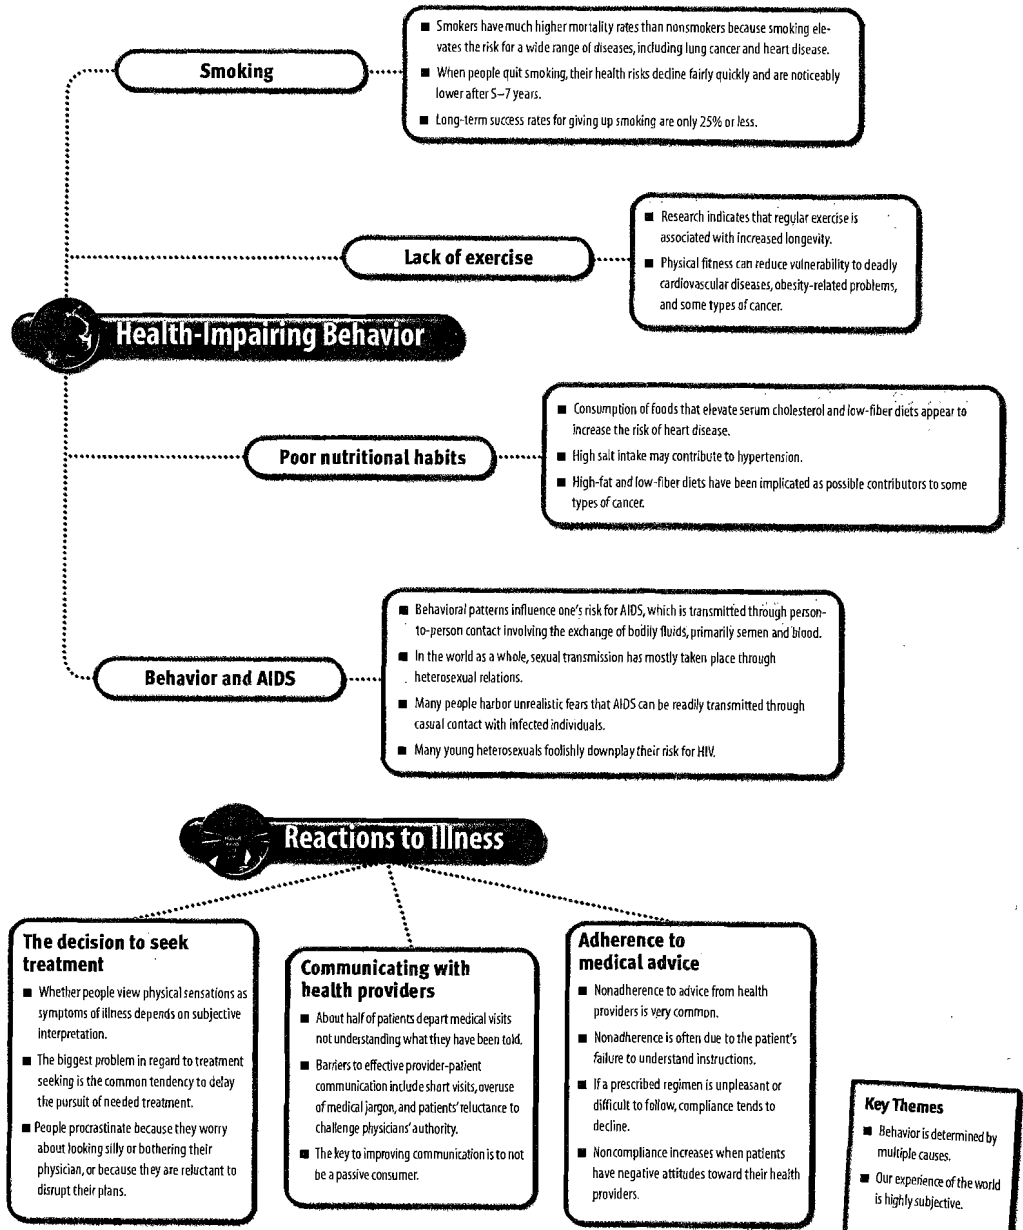 Smoking
■ Smokers have much higher mortality rates than nonsmokers because smoking ele-
vates the risk for a wide range of diseases, including lung cancer and heart disease.
■ When people quit smoking, their health risks decline fairly quickly and are noticeably
lower after 5–7 years.
■ Long-term success rates for giving up smoking are only 25% or less.
Lack of exercise
■ Research indicates that regular exercise is
associated with increased longevity.
■ Physical fitness can reduce vulnerability to deadly
cardiovascular diseases, obesity-related problems,
and some types of cancer.
Health-Impairing Behavior
Poor nutritional habits
■ Consumption of foods that elevate serum cholesterol and low-fiber diets appear to
increase the risk of heart disease.
■ High salt intake may contribute to hypertension.
■ High-fat and low-fiber diets have been implicated as possible contributors to some
types of cancer.
Behavior and AIDS
■ Behavioral patterns influence one's risk for AIDS, which is transmitted through person-
to-person contact involving the exchange of bodily fluids, primarily semen and blood.
■ In the world as a whole, sexual transmission has mostly taken place through
heterosexual relations.
■ Many people harbor unrealistic fears that AIDS can be readily transmitted through
casual contact with infected individuals.
■ Many young heterosexuals foolishly downplay their risk for HIV.
Reactions to Illness
The decision to seek
treatment
■ Whether people view physical sensations as
symptoms of illness depends on subjective
interpretation.
■ The biggest problem in regard to treatment
seeking is the common tendency to delay
the pursuit of needed treatment.
■ People procrastinate because they worry
about looking silly or bothering their
physician, or because they are reluctant to
disrupt their plans.
Communicating with
health providers
■ About half of patients depart medical visits
not understanding what they have been told.
■ Barriers to effective provider-patient
communication include short visits, overuse
of medical jargon, and patients' reluctance to
challenge physicians' authority.
■ The key to improving communication is to not
be a passive consumer.
Adherence to
medical advice
■ Nonadherence to advice from health
providers is very common.
■ Nonadherence is often due to the patient's
failure to understand instructions.
■ If a prescribed regimen is unpleasant or
difficult to follow, compliance tends to
decline.
■ Noncompliance increases when patients
have negative attitudes toward their health
providers.
Key Themes
■ Behavior is determined by
multiple causes.
■ Our experience of the world
is highly subjective.